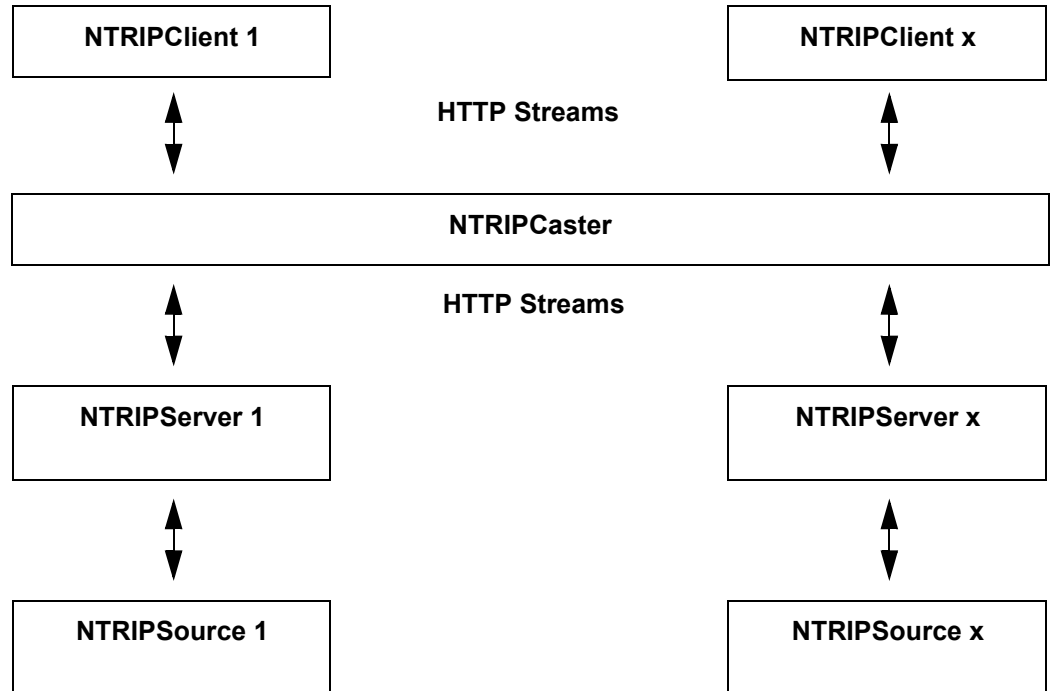 NTRIPClient 1
NTRIPClient x
HTTP Streams
NTRIPCaster
HTTP Streams
NTRIPServer 1
NTRIPServer x
NTRIPSource 1
NTRIPSource x